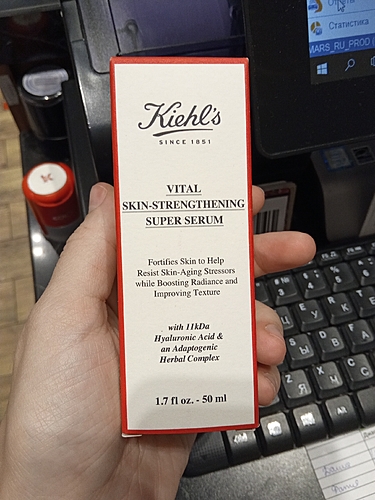 Статистика
MARS_RU_PROD
Kiehl's
SINCE 1851
VITAL
SKIN-STRENGTHENING
SUPER SERUM
Fortifies Skin to Help
Resist Skin-Aging Stressors
while Boosting Radiance and
Improving Texture
with 11kDa
Hyaluronic Acid &
an Adaptogenic
Herbal Complex
1.7 fl oz. - 50 ml